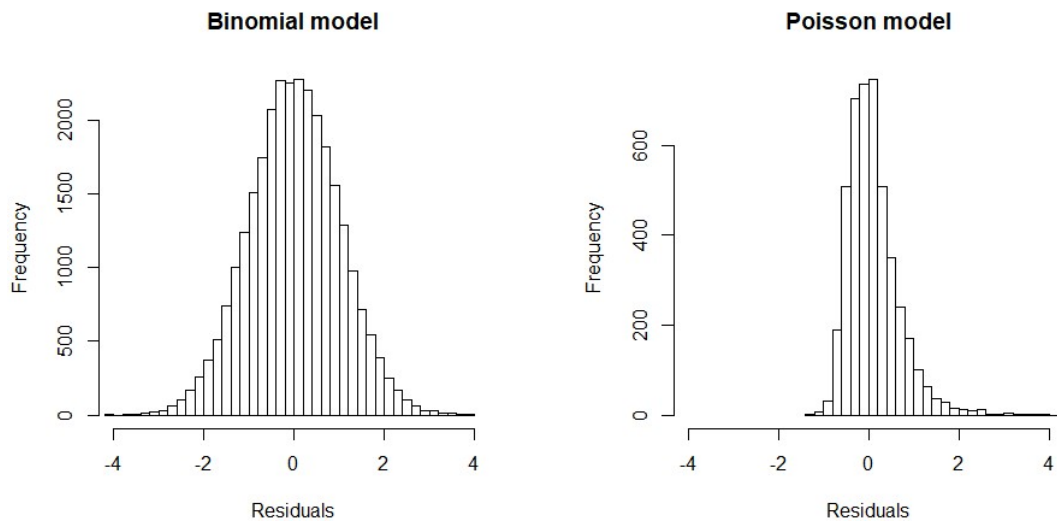 Binomial model
Frequency
2000
1500
1000
500
0
-4 -2 0 2 4
Residuals
Poisson model
Frequency
600
400
200
0
-4 -2 0 2 4
Residuals